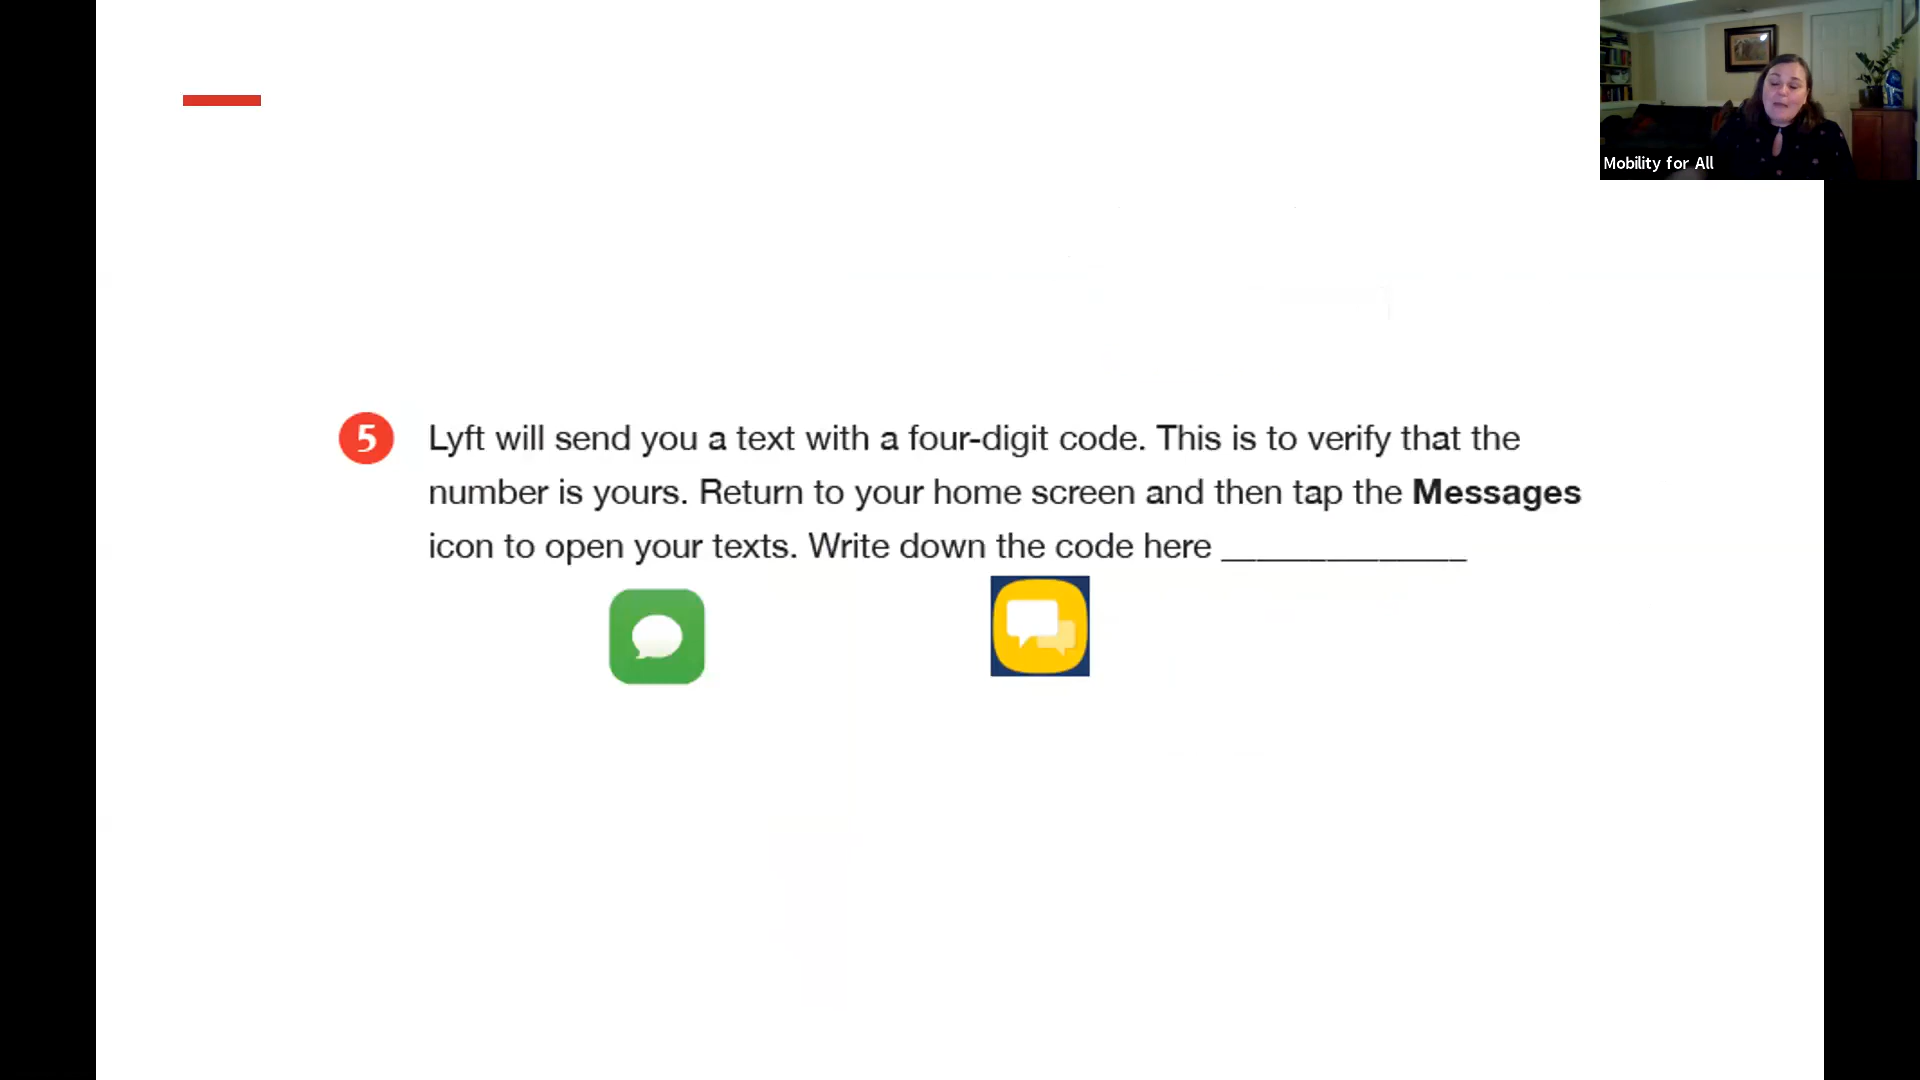 Mobility for All
5 Lyft will send you a text with a four-digit code. This is to verify that the
number is yours. Return to your home screen and then tap the Messages
icon to open your texts. Write down the code here ______________